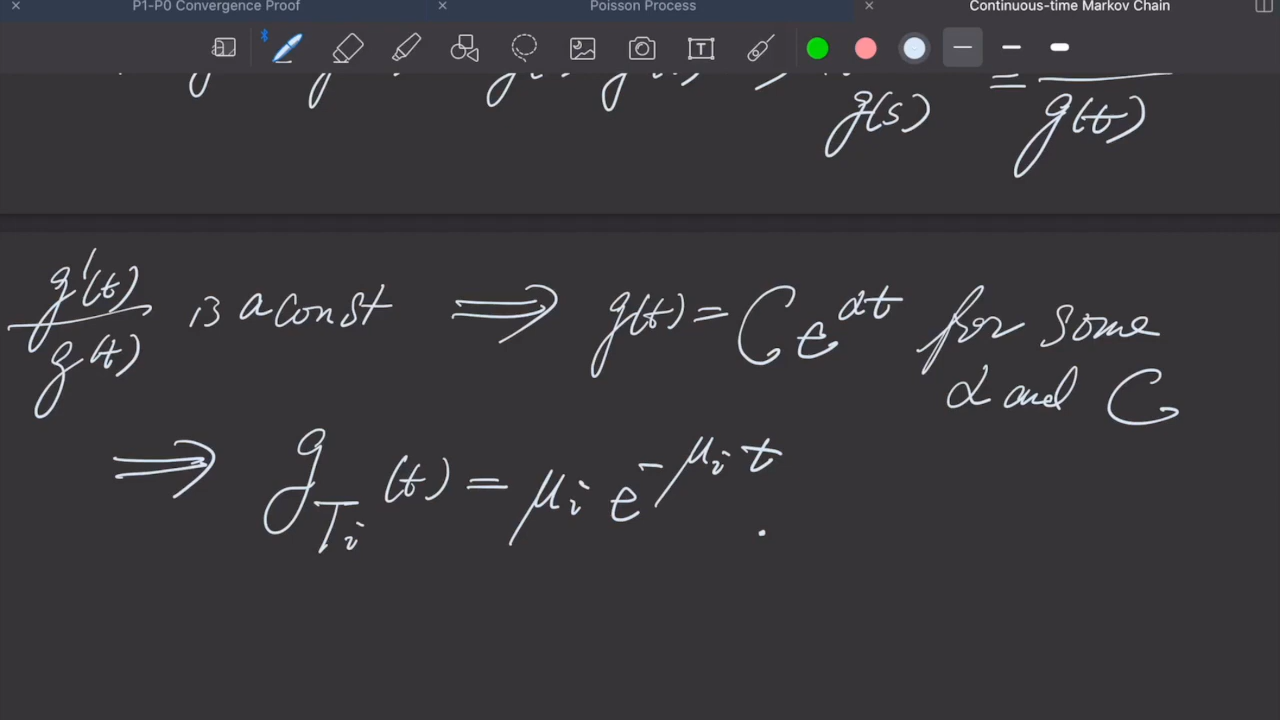 P1-P0 Convergence Proof Poisson Process Continuous-time Markov Chain
g(s) = g(t)
g'(t)/g(t) is a const ⟹ g(t) = C e^{αt} for some
α and C
⟹ g_{T_i}(t) = μ_i e^{-μ_i t}.